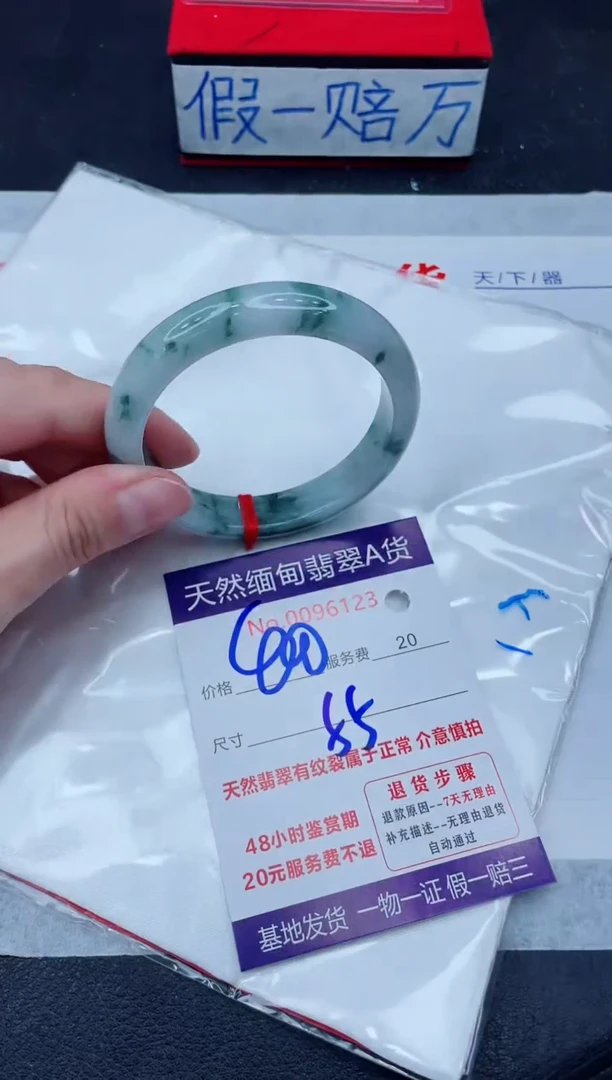 假一赔万
天/下/器
天然缅甸翡翠A货
No.0096123
价格 600 服务费 20
尺寸 55
天然翡翠有纹裂属于正常 介意慎拍
48小时鉴赏期
20元服务费不退
退货步骤
退款原因--7天无理由
补充描述--无理由退货
自动通过
基地发货 一物一证 假一赔三